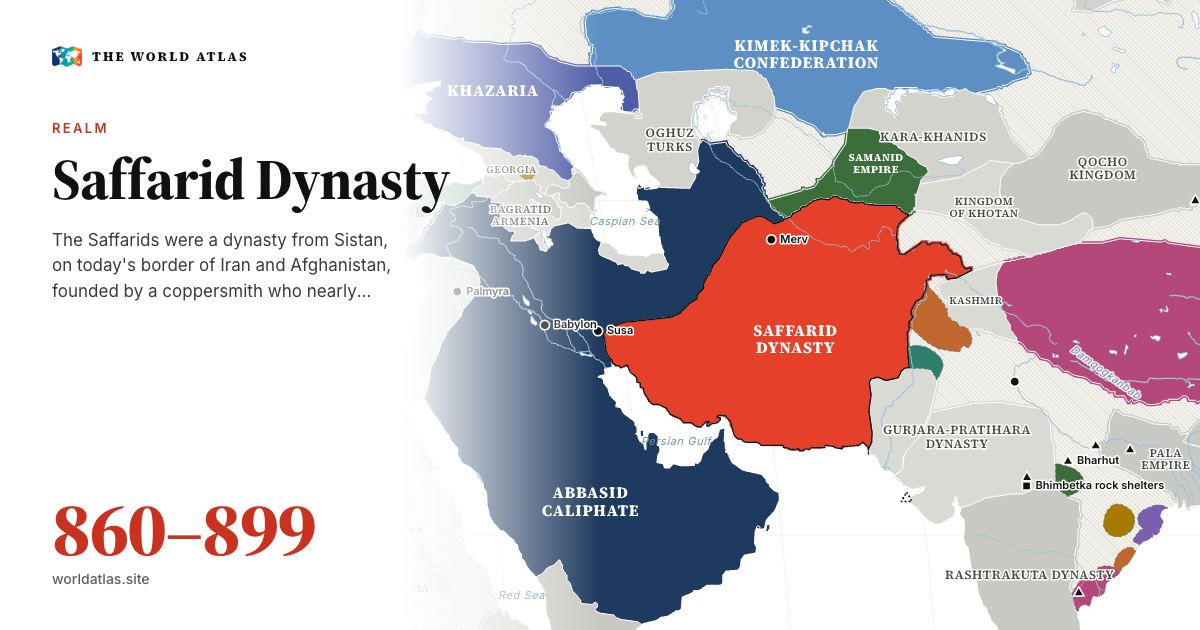 THE WORLD ATLAS
REALM
Saffarid Dynasty
The Saffarids were a dynasty from Sistan,
on today's border of Iran and Afghanistan,
founded by a coppersmith who nearly...
860–899
worldatlas.site
KIMEK-KIPCHAK
CONFEDERATION
KHAZARIA
OGHUZ
TURKS
KARA-KHANIDS
SAMANID
EMPIRE
QOCHO
KINGDOM
GEORGIA
KINGDOM
OF KHOTAN
BAGRATID
ARMENIA
Caspian Sea
Merv
Palmyra
KASHMIR
Babylon
Susa
SAFFARID
DYNASTY
Damqogkanbab
GURJARA-PRATIHARA
DYNASTY
Persian Gulf
Bharhut
PALA
EMPIRE
Bhimbetka rock shelters
ABBASID
CALIPHATE
RASHTRAKUTA DYNASTY
Red Sea